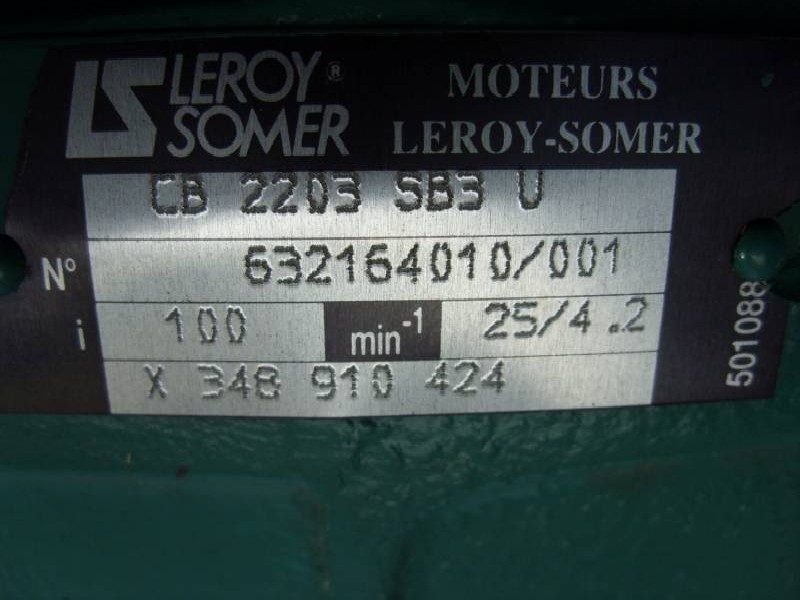 LS LEROY® SOMER
MOTEURS
LEROY-SOMER
CB 2203 SB3 U
N° 632164010/001
i 100 min-1 25/4.2
X 348 910 424
501088